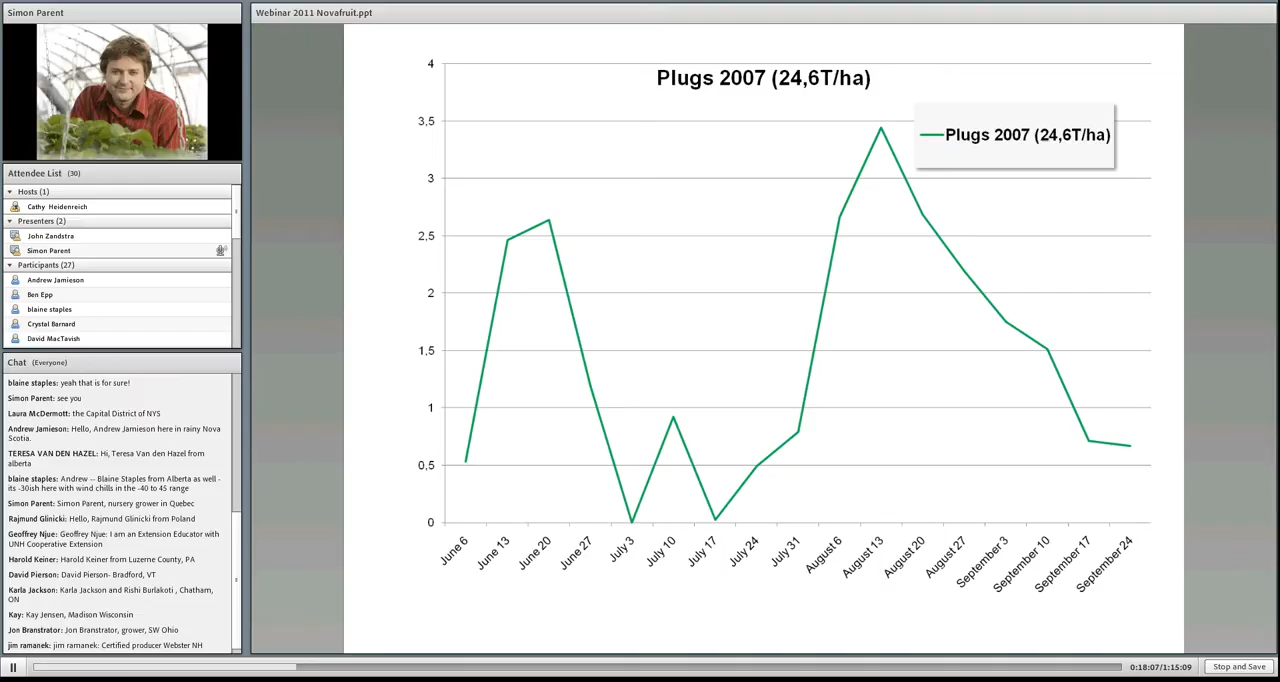 Simon Parent
Attendee List (30)
Hosts (1)
Cathy Heidenreich
Presenters (2)
John Zandstra
Simon Parent
Participants (27)
Andrew Jamieson
Ben Epp
blaine staples
Crystal Barnard
David MacTavish
Chat (Everyone)
blaine staples: yeah that is for sure!
Simon Parent: see you
Laura McDermott: the Capital District of NYS
Andrew Jamieson: Hello, Andrew Jamieson here in rainy Nova
Scotia.
TERESA VAN DEN HAZEL: Hi, Teresa Van den Hazel from
alberta
blaine staples: Andrew -- Blaine Staples from Alberta as well -
its -30ish here with wind chills in the -40 to 45 range
Simon Parent: Simon Parent, nursery grower in Quebec
Rajmund Glinicki: Hello, Rajmund Glinicki from Poland
Geoffrey Njue: Geoffrey Njue: I am an Extension Educator with
UNH Cooperative Extension
Harold Keiner: Harold Keiner from Luzerne County, PA
David Pierson: David Pierson- Bradford, VT
Karla Jackson: Karla Jackson and Rishi Burlakoti , Chatham,
ON
Kay: Kay Jensen, Madison Wisconsin
Jon Branstrator: Jon Branstrator, grower, SW Ohio
jim ramanek: jim ramanek: Certified producer Webster NH
Webinar 2011 Novafruit.ppt
Plugs 2007 (24,6T/ha)
Plugs 2007 (24,6T/ha)
4
3,5
3
2,5
2
1,5
1
0,5
0
June 6
June 13
June 20
June 27
July 3
July 10
July 17
July 24
July 31
August 6
August 13
August 20
August 27
September 3
September 10
September 17
September 24
0:18:07/1:15:09
Stop and Save